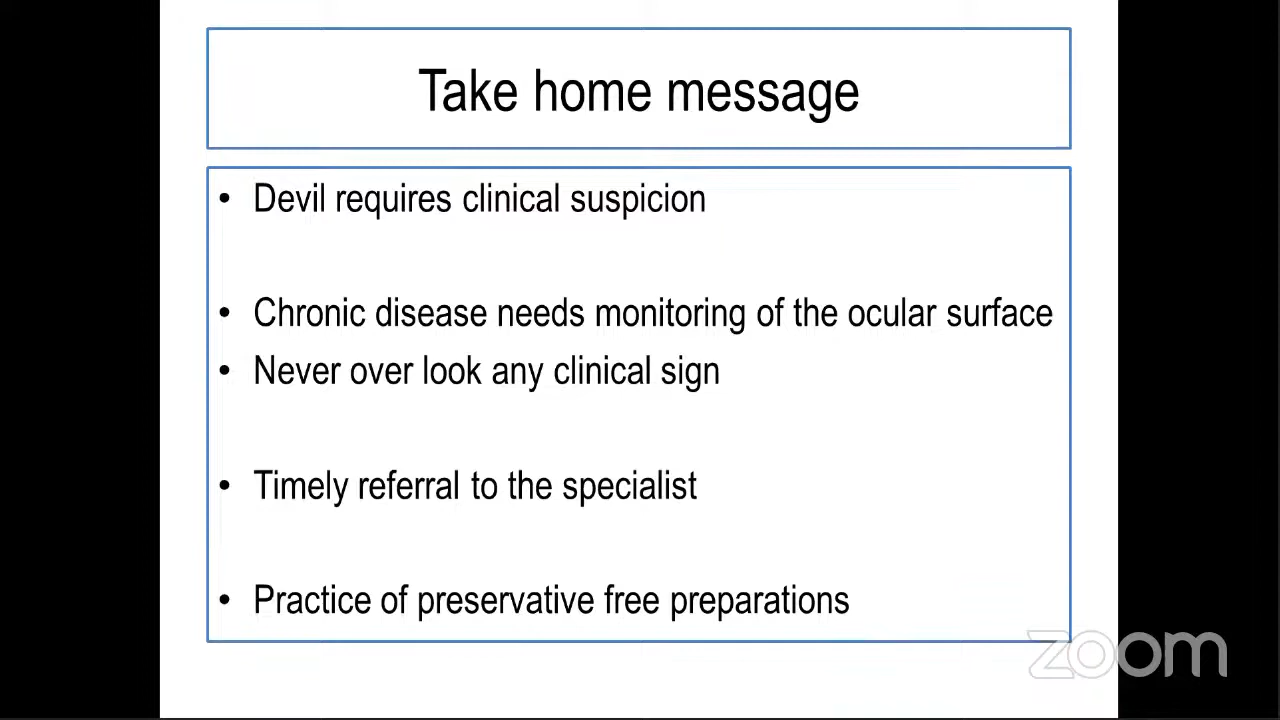 Take home message
• Devil requires clinical suspicion
• Chronic disease needs monitoring of the ocular surface
• Never over look any clinical sign
• Timely referral to the specialist
• Practice of preservative free preparations
zoom